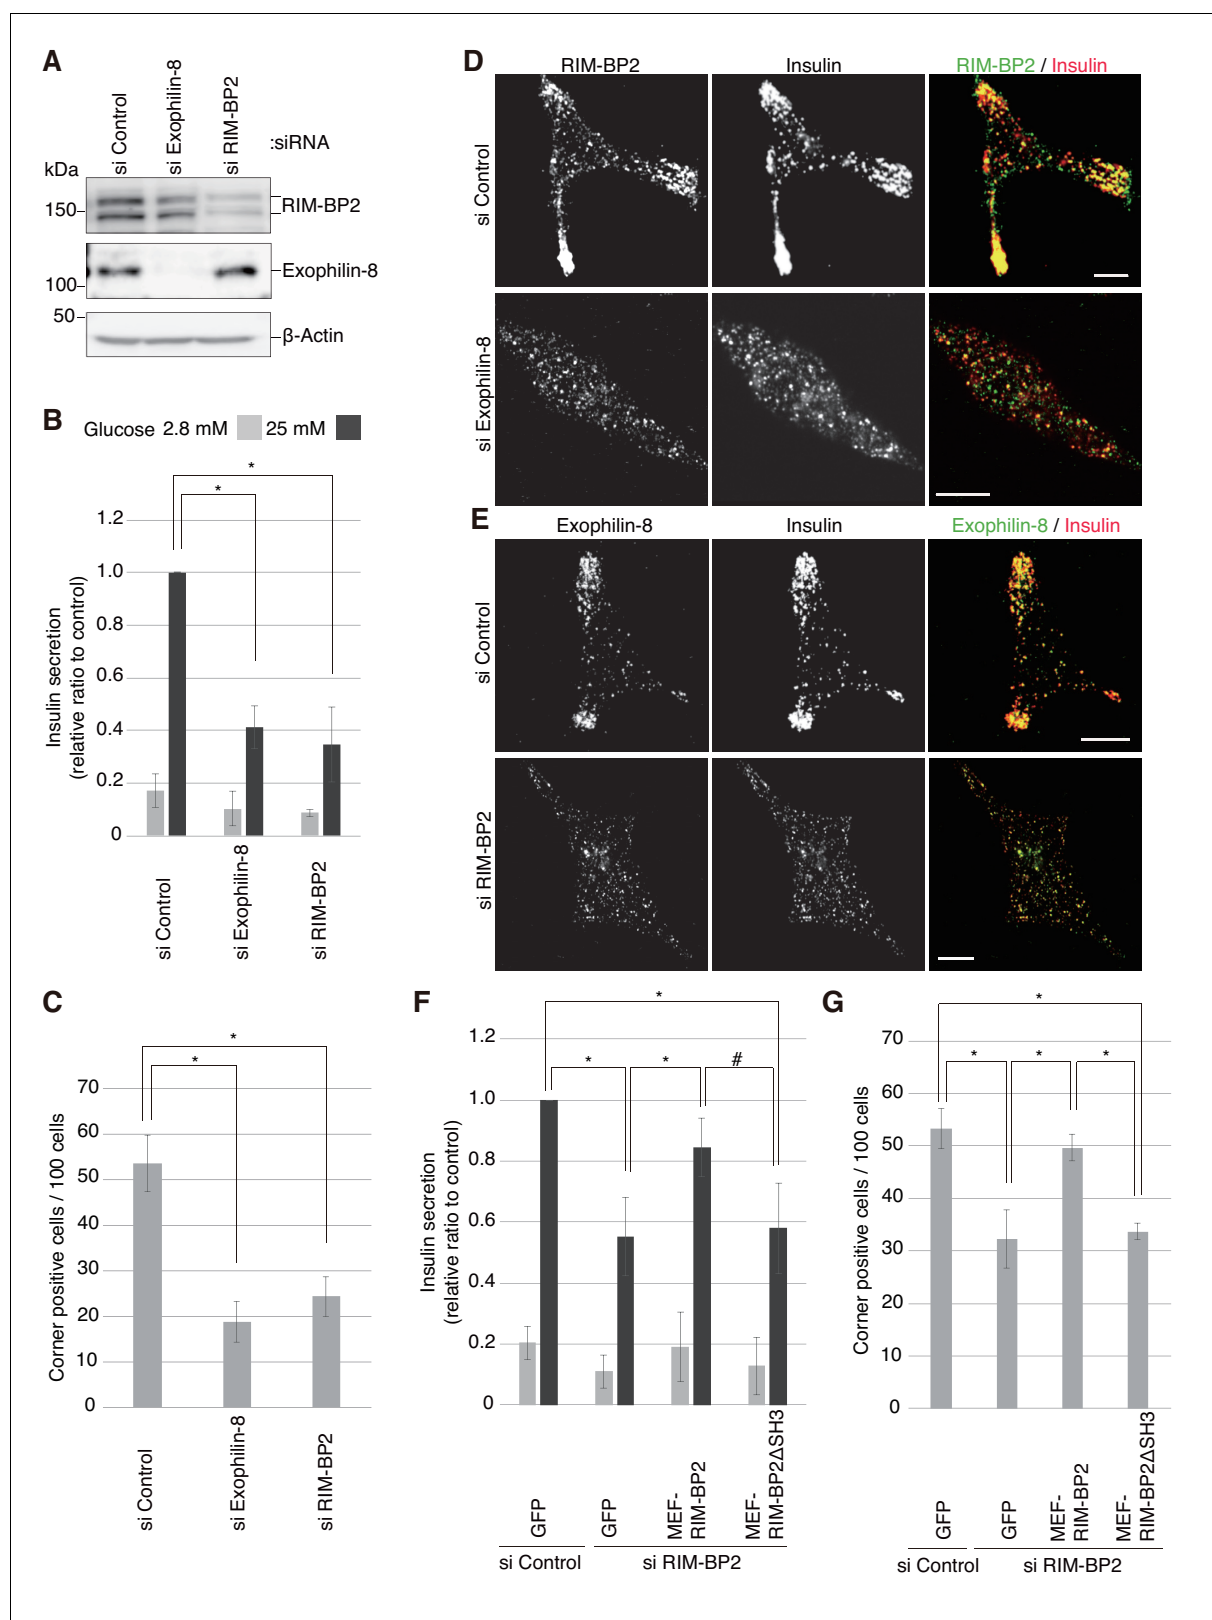 A
si Control
si Exophilin-8
si RIM-BP2
:siRNA
kDa
150
RIM-BP2
100
Exophilin-8
50
β-Actin
B
Glucose 2.8 mM 25 mM
*
*
Insulin secretion
(relative ratio to control)
1.2
1.0
0.8
0.6
0.4
0.2
0
si Control
si Exophilin-8
si RIM-BP2
C
*
*
Corner positive cells / 100 cells
70
60
50
40
30
20
10
0
si Control
si Exophilin-8
si RIM-BP2
D
RIM-BP2
Insulin
RIM-BP2 / Insulin
si Control
si Exophilin-8
E
Exophilin-8
Insulin
Exophilin-8 / Insulin
si Control
si RIM-BP2
F
*
*
*
#
Insulin secretion
(relative ratio to control)
1.2
1.0
0.8
0.6
0.4
0.2
0
GFP
GFP
MEF-
RIM-BP2
MEF-
RIM-BP2ΔSH3
si Control
si RIM-BP2
G
*
*
*
*
Corner positive cells / 100 cells
70
60
50
40
30
20
10
0
GFP
GFP
MEF-
RIM-BP2
MEF-
RIM-BP2ΔSH3
si Control
si RIM-BP2